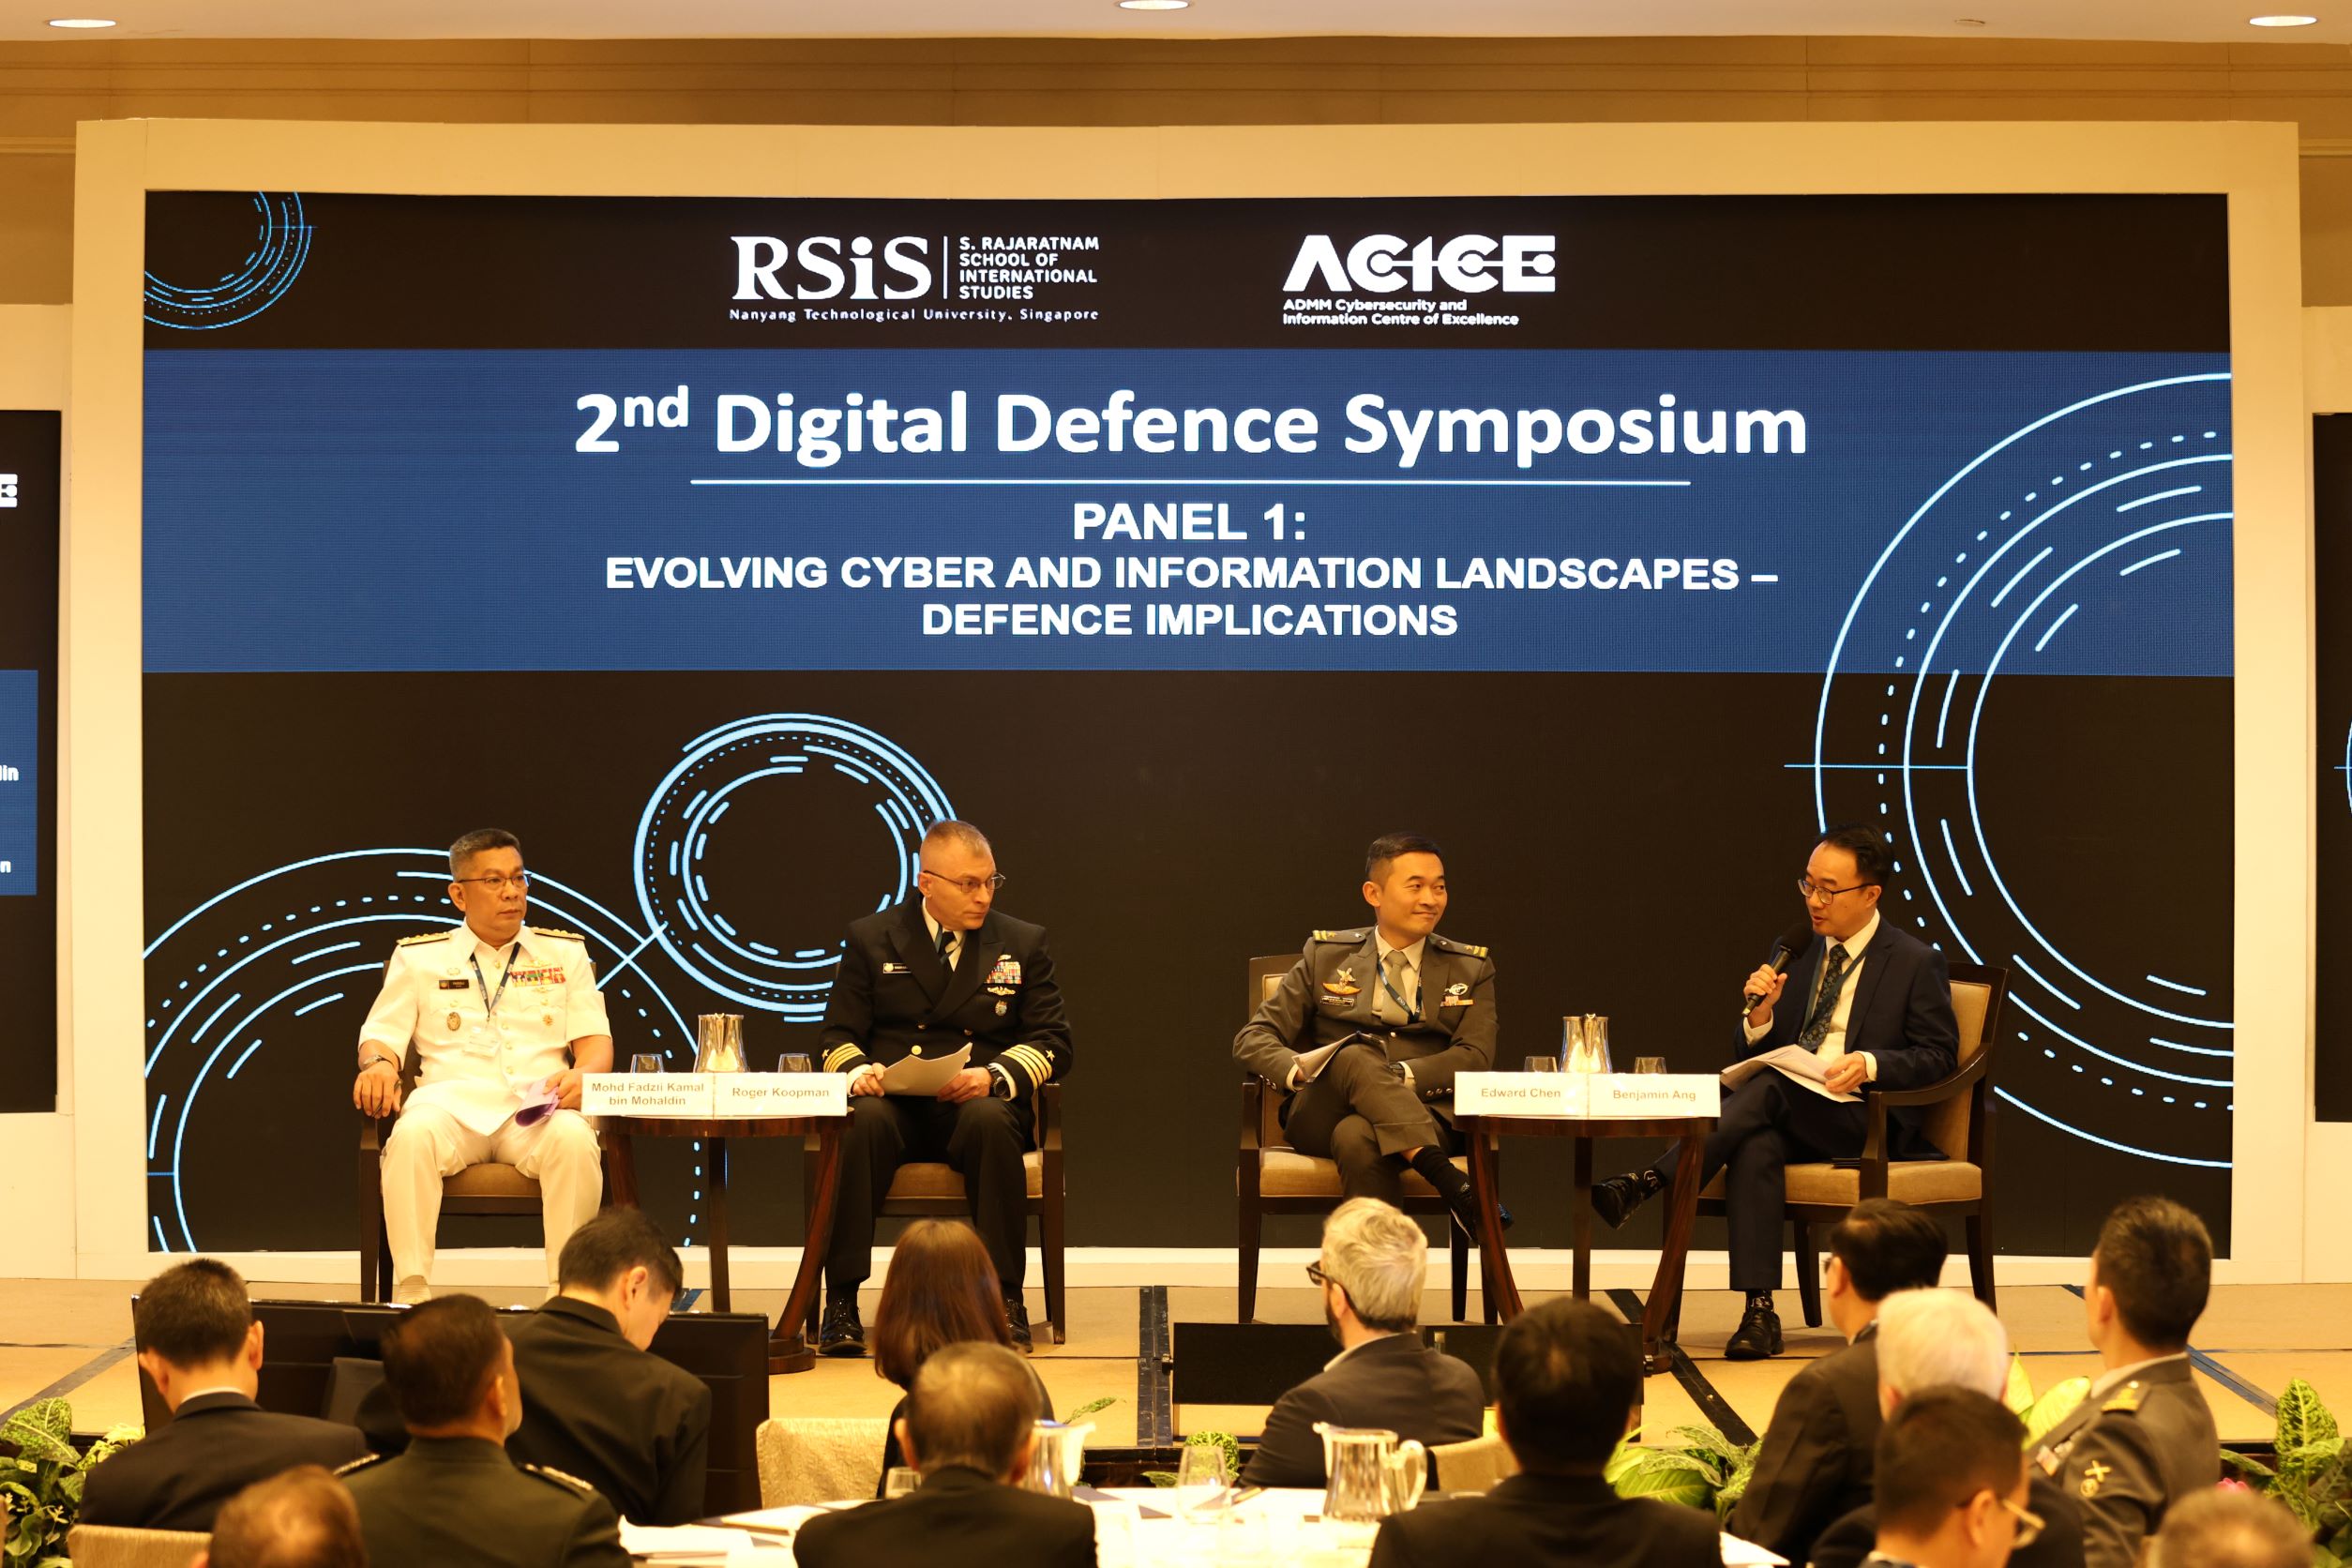 RSiS
S. RAJARATNAM
SCHOOL OF
INTERNATIONAL
STUDIES
Nanyang Technological University, Singapore
ACICE
ADMM Cybersecurity and
Information Centre of Excellence
2nd Digital Defence Symposium
PANEL 1:
EVOLVING CYBER AND INFORMATION LANDSCAPES –
DEFENCE IMPLICATIONS
E
din
n
Mohd Fadzil Kamal
bin Mohaldin
Roger Koopman
Edward Chen
Benjamin Ang